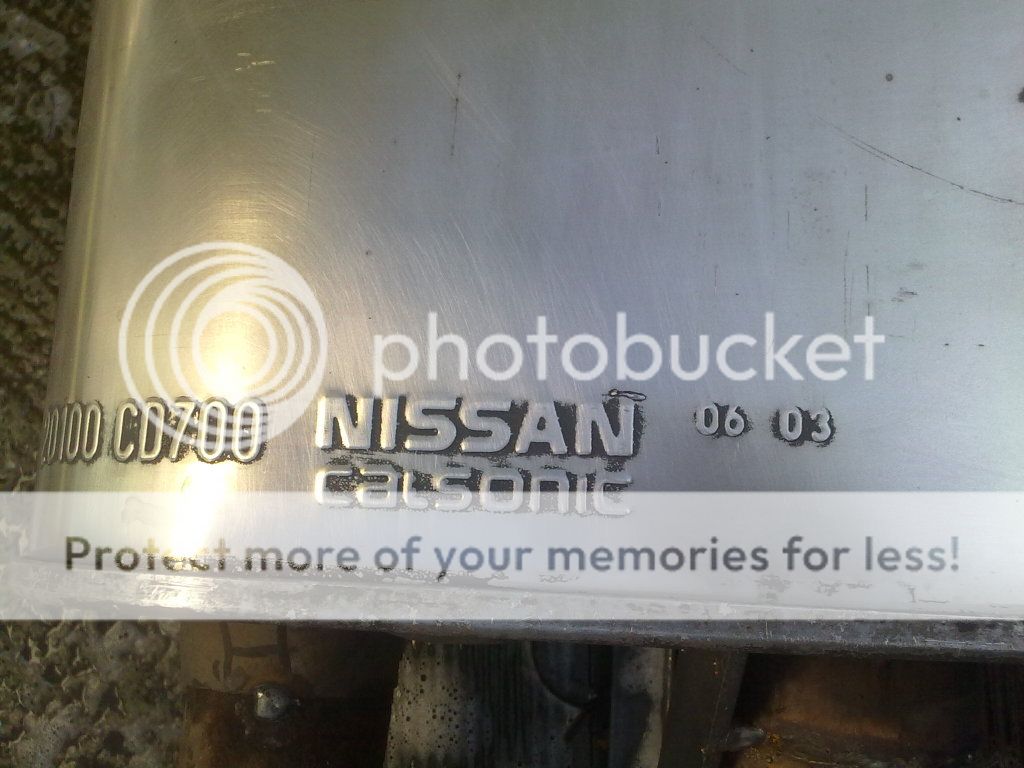 photobucket
20100 CD700 NISSAN 06 03
calsonic
Protect more of your memories for less!